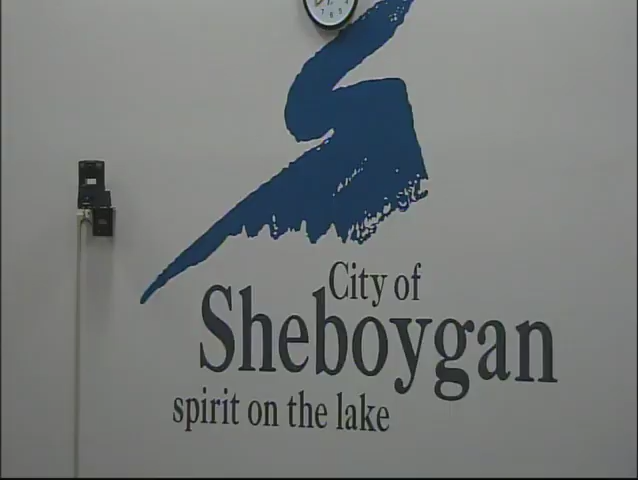 City of
Sheboygan
spirit on the lake